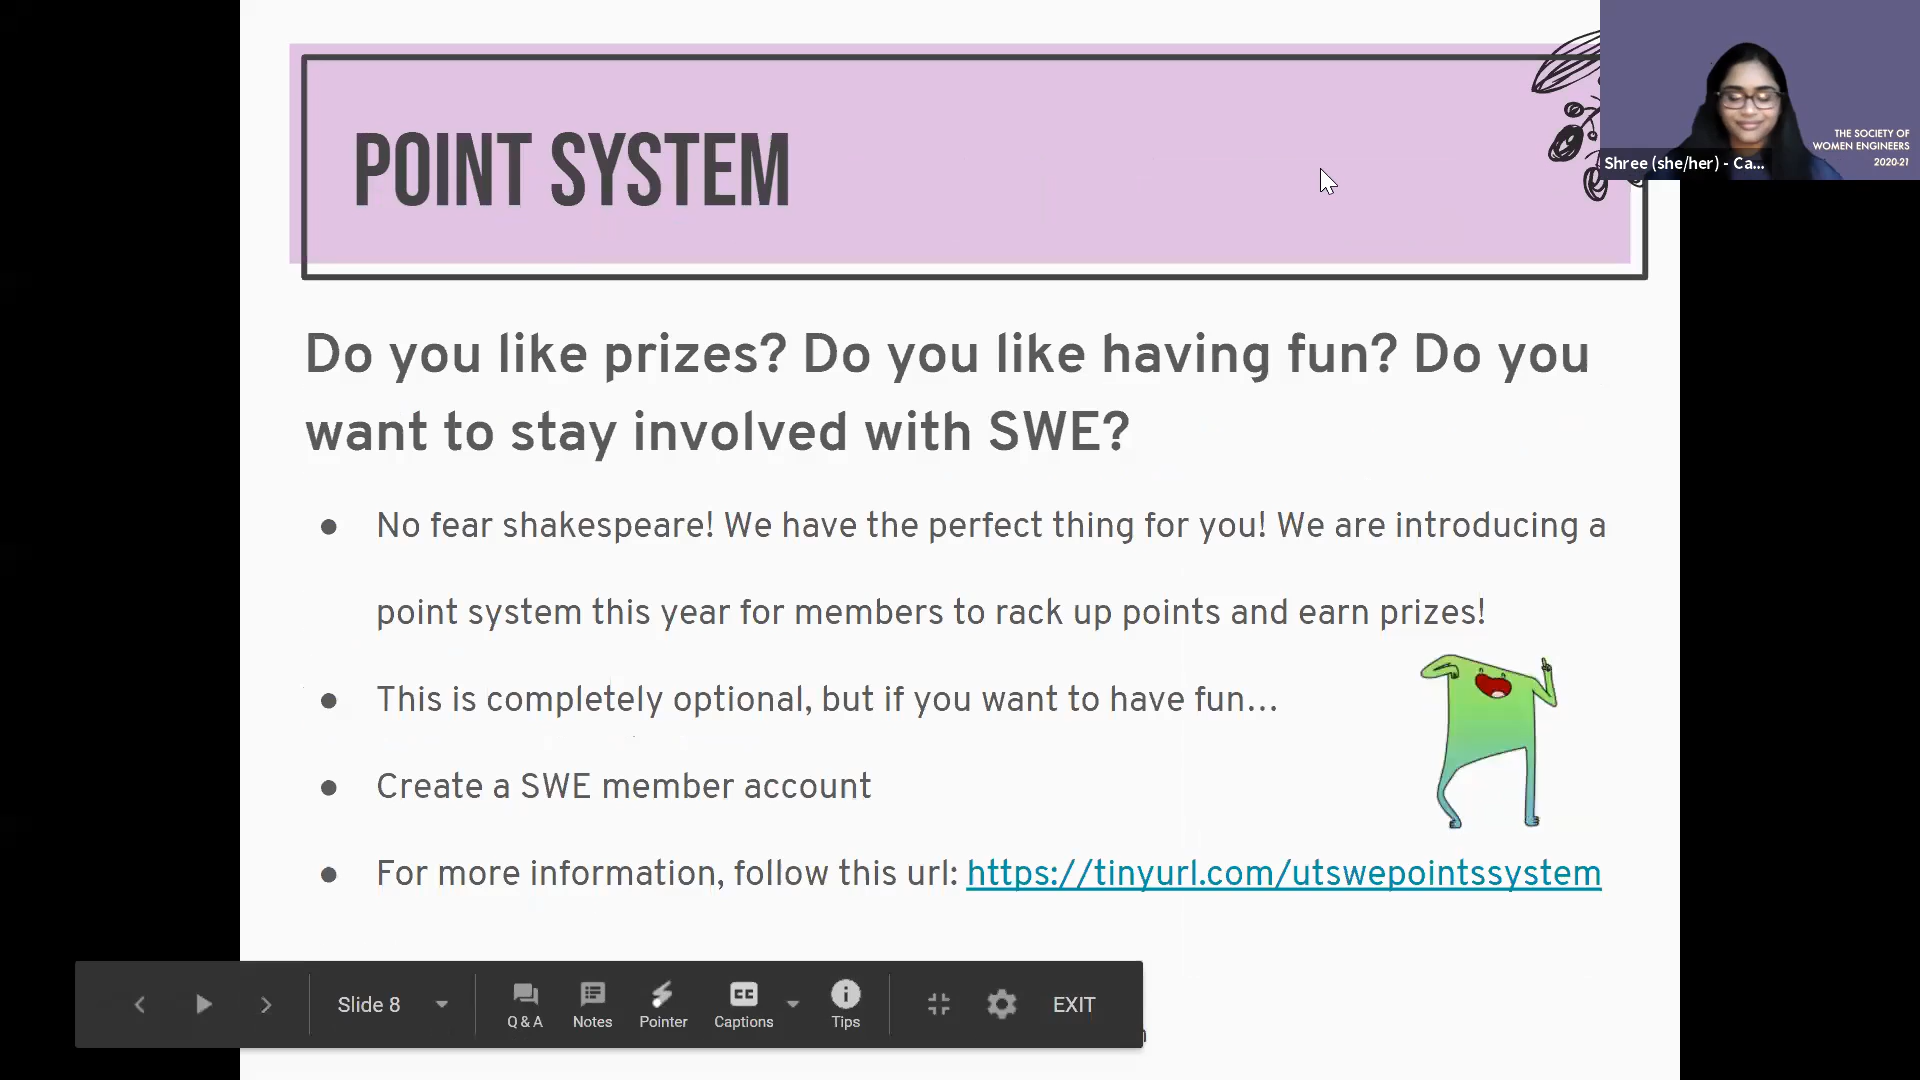 POINT SYSTEM
THE SOCIETY OF
WOMEN ENGINEERS
2020-21
Shree (she/her) - Ca...
Do you like prizes? Do you like having fun? Do you
want to stay involved with SWE?
● No fear shakespeare! We have the perfect thing for you! We are introducing a
point system this year for members to rack up points and earn prizes!
● This is completely optional, but if you want to have fun...
● Create a SWE member account
● For more information, follow this url: https://tinyurl.com/utswepointssystem
Slide 8
Q & A
Notes
Pointer
CC
Captions
Tips
EXIT